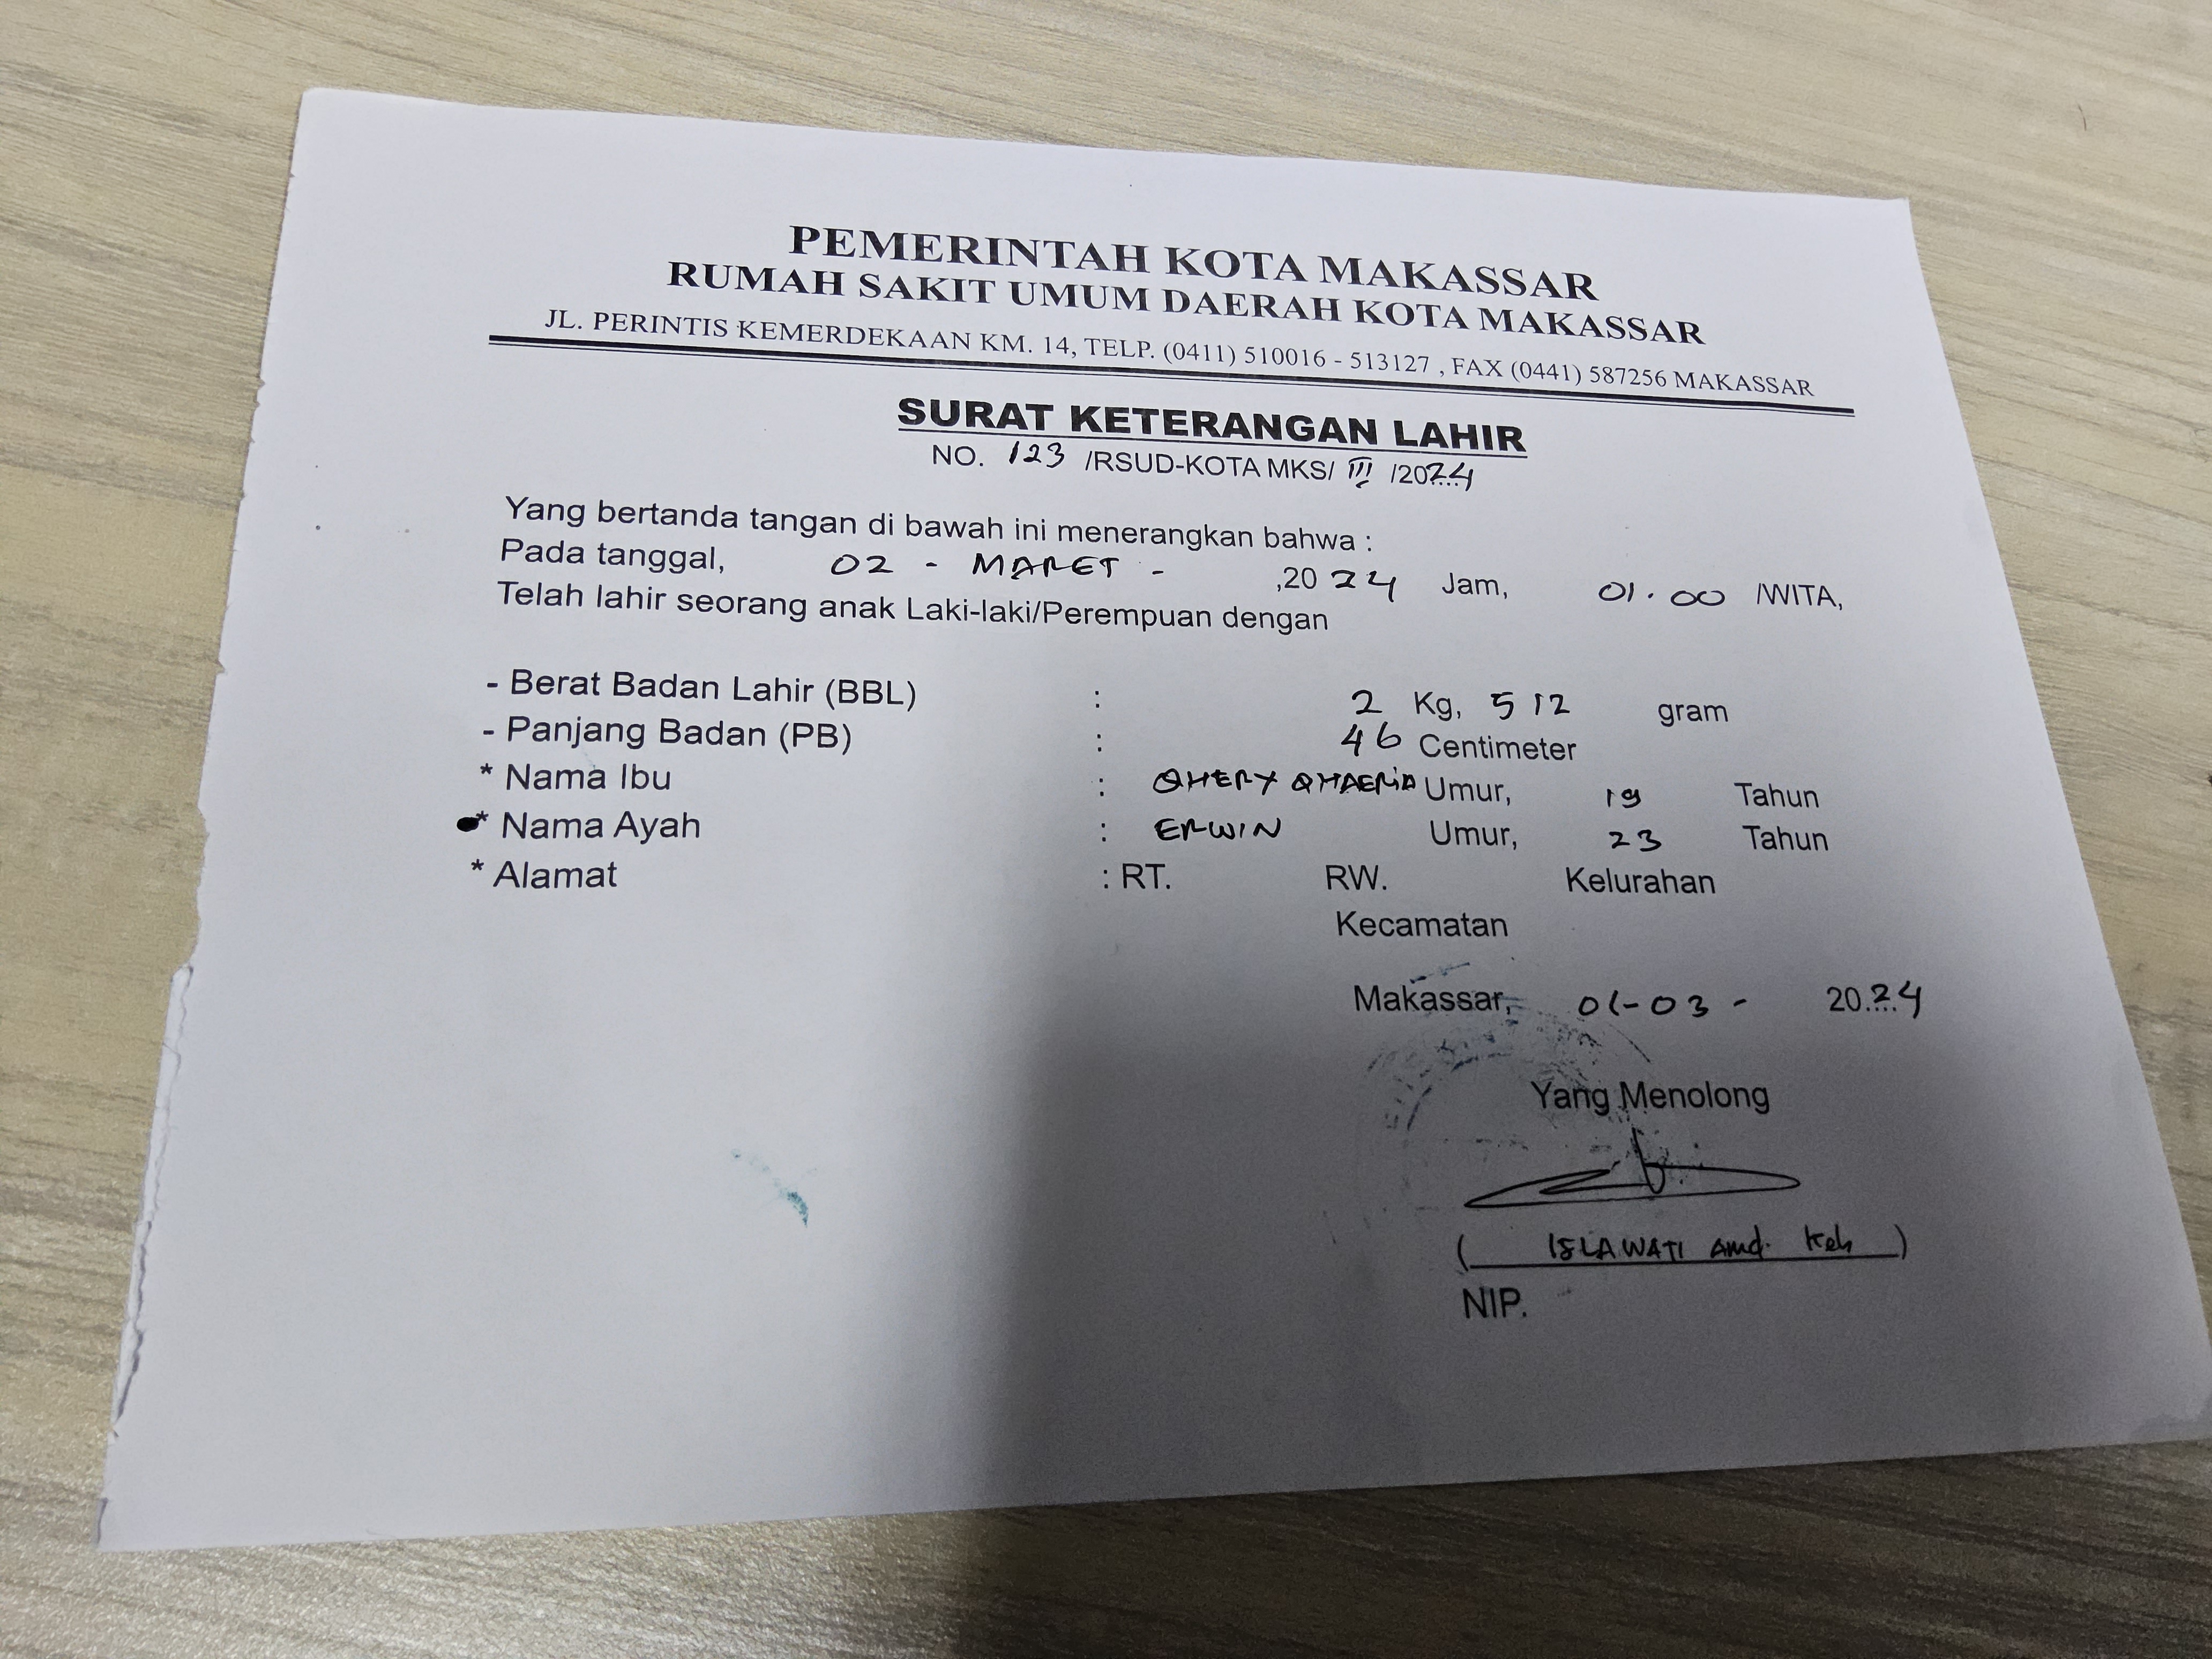 PEMERINTAH KOTA MAKASSAR
RUMAH SAKIT UMUM DAERAH KOTA MAKASSAR
JL. PERINTIS KEMERDEKAAN KM. 14, TELP. (0411) 510016 - 513127 , FAX (0441) 587256 MAKASSAR
SURAT KETERANGAN LAHIR
NO. 123 /RSUD-KOTA MKS/ III /2024
Yang bertanda tangan di bawah ini menerangkan bahwa :
Pada tanggal, 02 - MARET - ,2024 Jam, 01.00 /WITA,
Telah lahir seorang anak Laki-laki/Perempuan dengan
- Berat Badan Lahir (BBL) : 2 Kg, 512 gram
- Panjang Badan (PB) : 46 Centimeter
* Nama Ibu : QHERY QHAERIA Umur, 19 Tahun
* Nama Ayah : ERWIN Umur, 23 Tahun
* Alamat : RT. RW. Kelurahan
Kecamatan
Makassar, 01-03 - 20.24
Yang Menolong
( ISLAWATI Amd. Keb )
NIP.